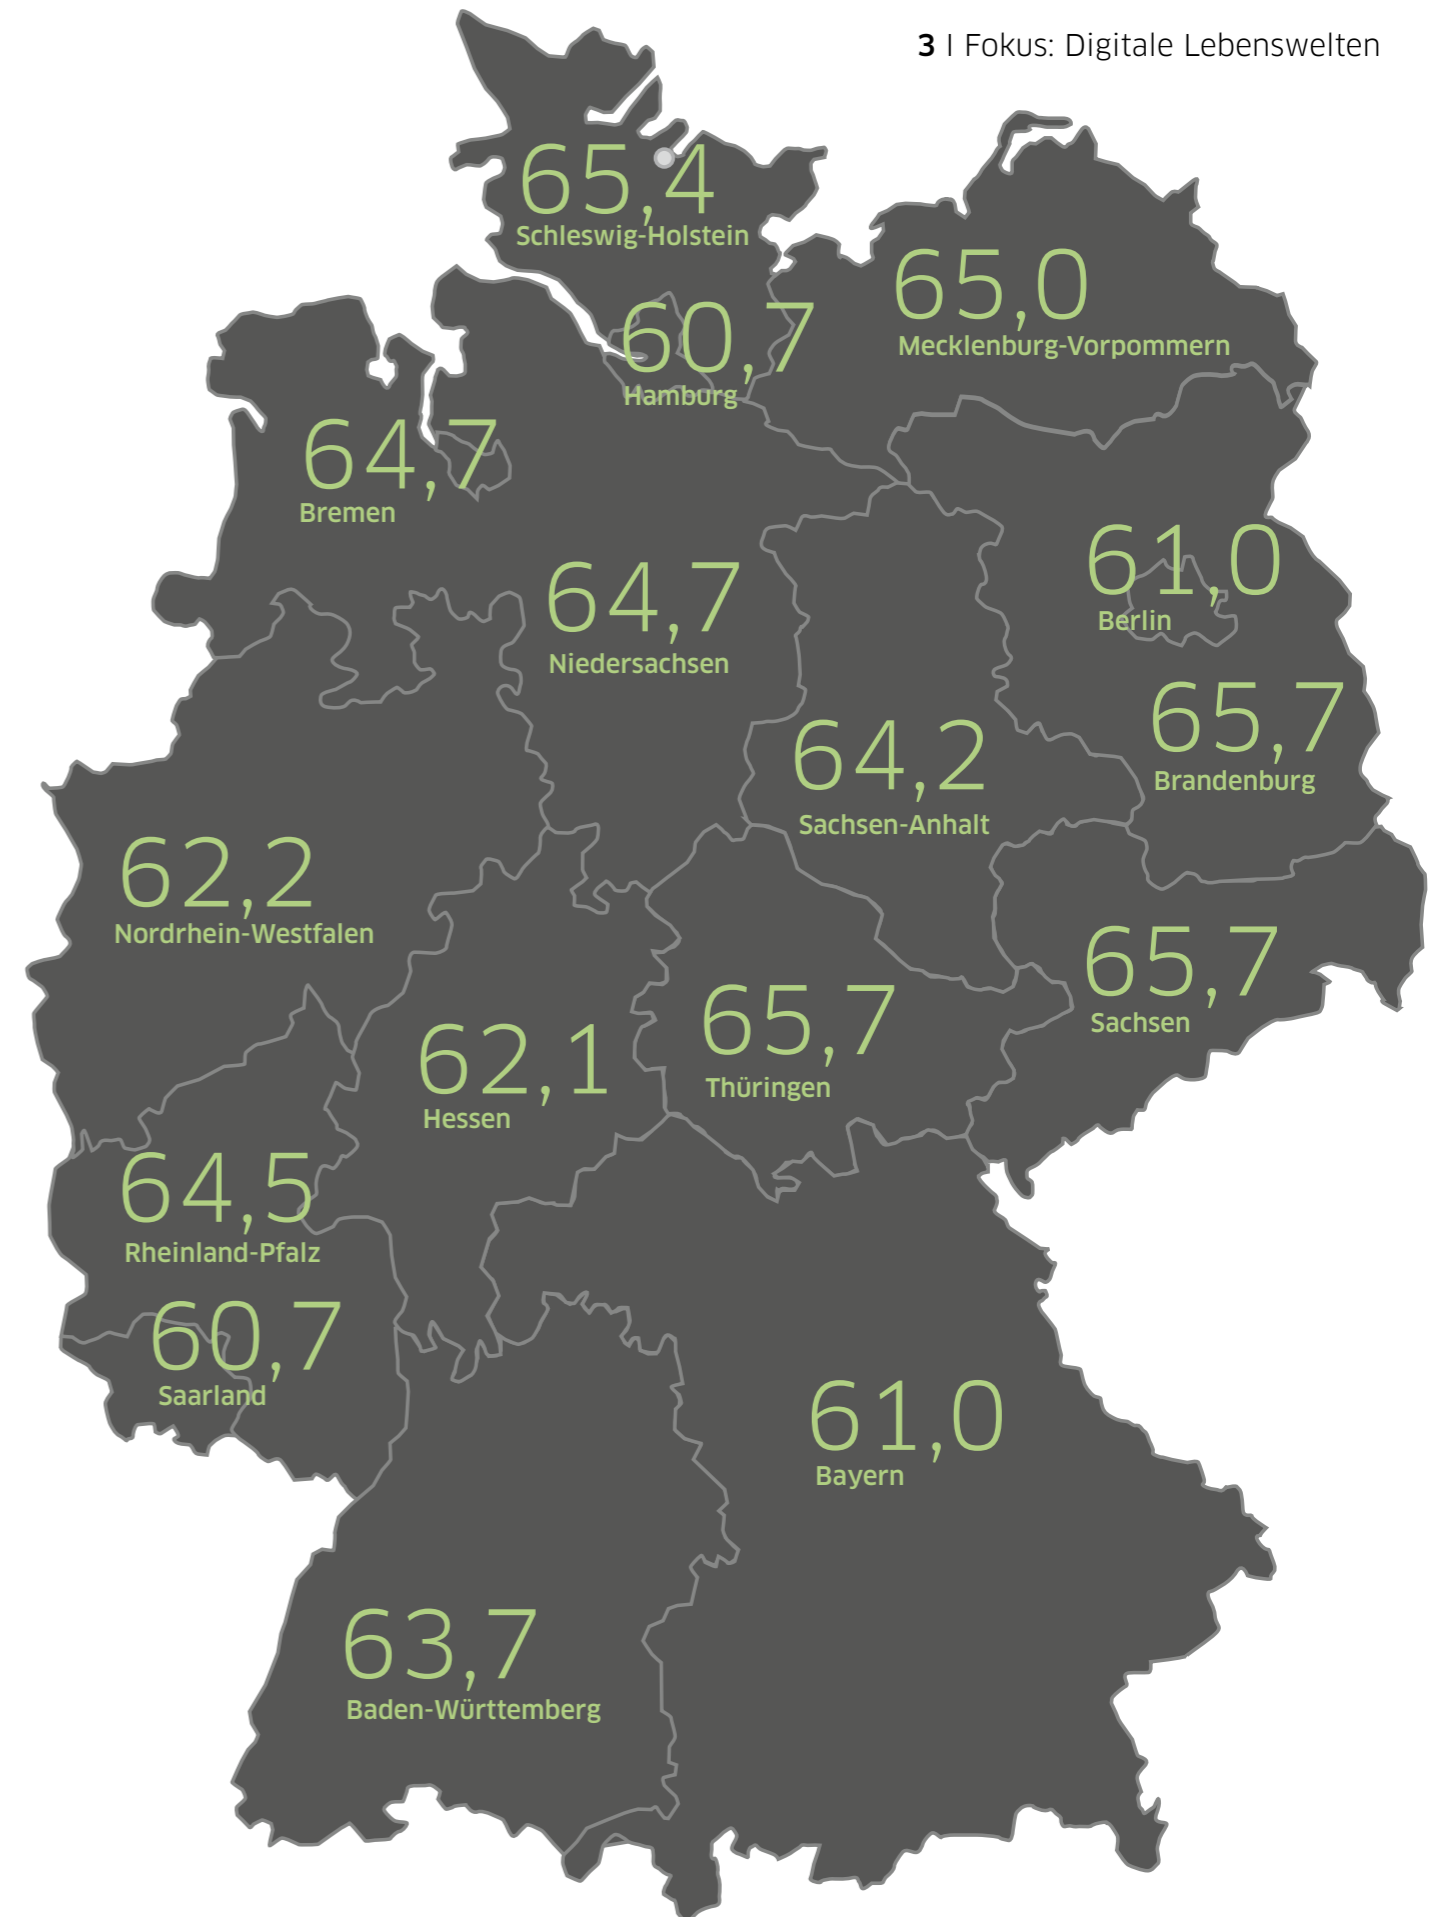 3 I Fokus: Digitale Lebenswelten
65,4
Schleswig-Holstein
65,0
Mecklenburg-Vorpommern
60,7
Hamburg
64,7
Bremen
61,0
Berlin
64,7
Niedersachsen
65,7
Brandenburg
64,2
Sachsen-Anhalt
62,2
Nordrhein-Westfalen
65,7
Sachsen
65,7
Thüringen
62,1
Hessen
64,5
Rheinland-Pfalz
60,7
Saarland
61,0
Bayern
63,7
Baden-Württemberg